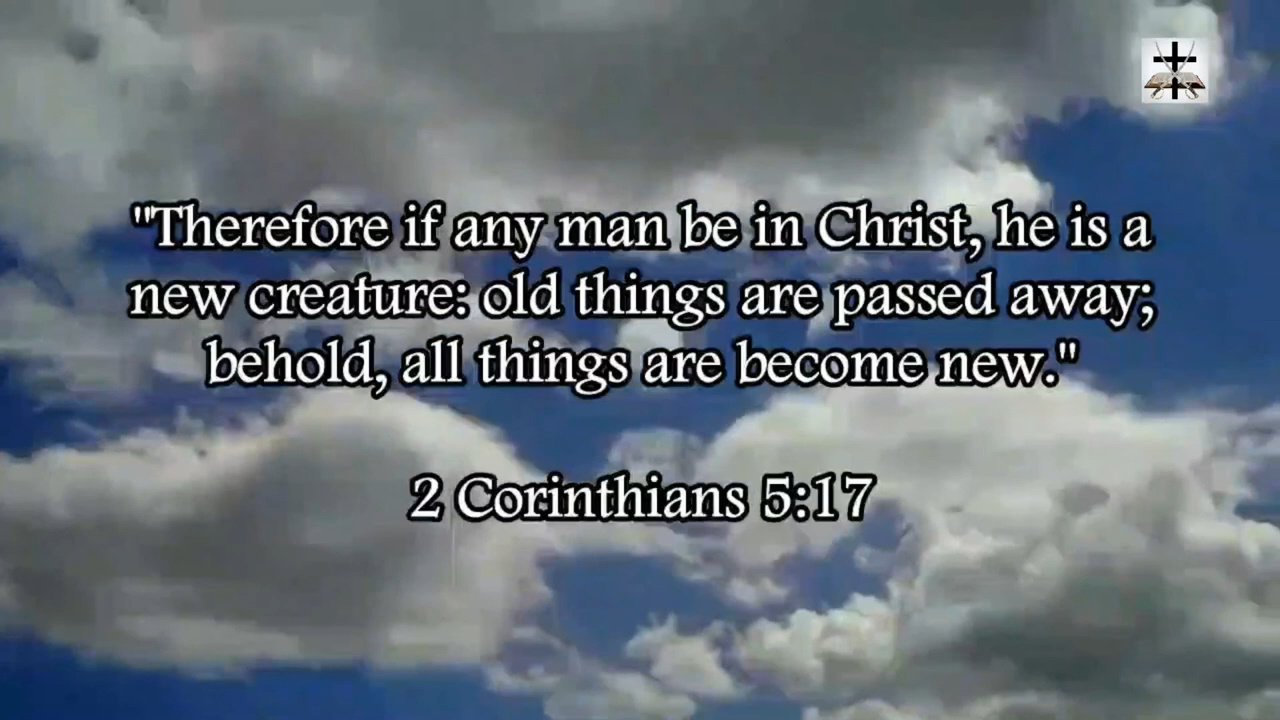 "Therefore if any man be in Christ, he is a
new creature: old things are passed away;
behold, all things are become new."
2 Corinthians 5:17